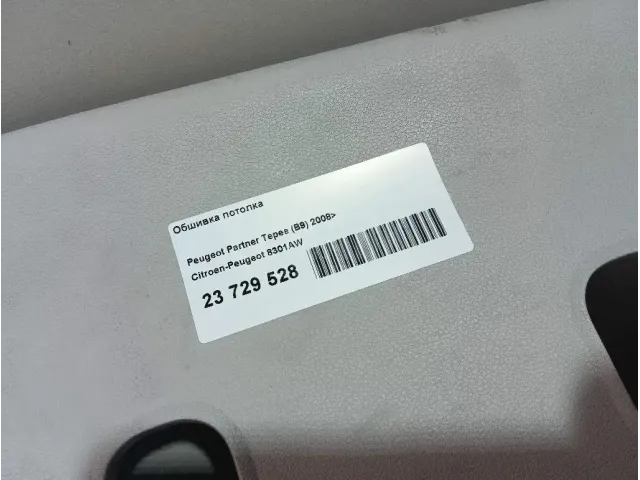 Обшивка потолка
Peugeot Partner Tepee (B9) 2008>
Citroen-Peugeot 8301AW
23 729 528